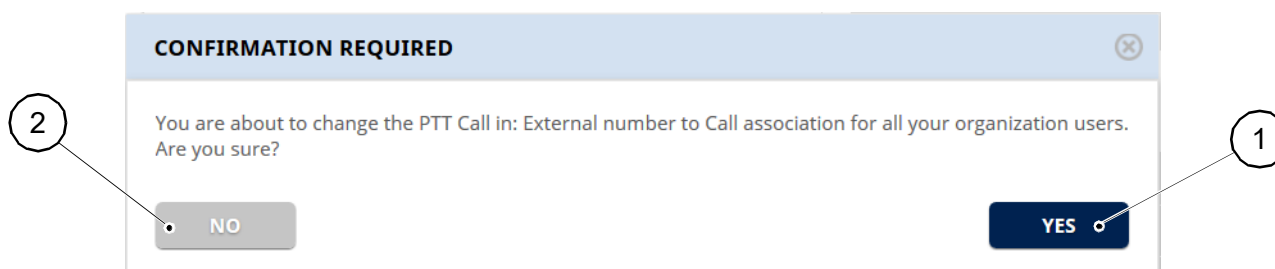 CONFIRMATION REQUIRED
You are about to change the PTT Call in: External number to Call association for all your organization users.
Are you sure?
2
1
NO
YES